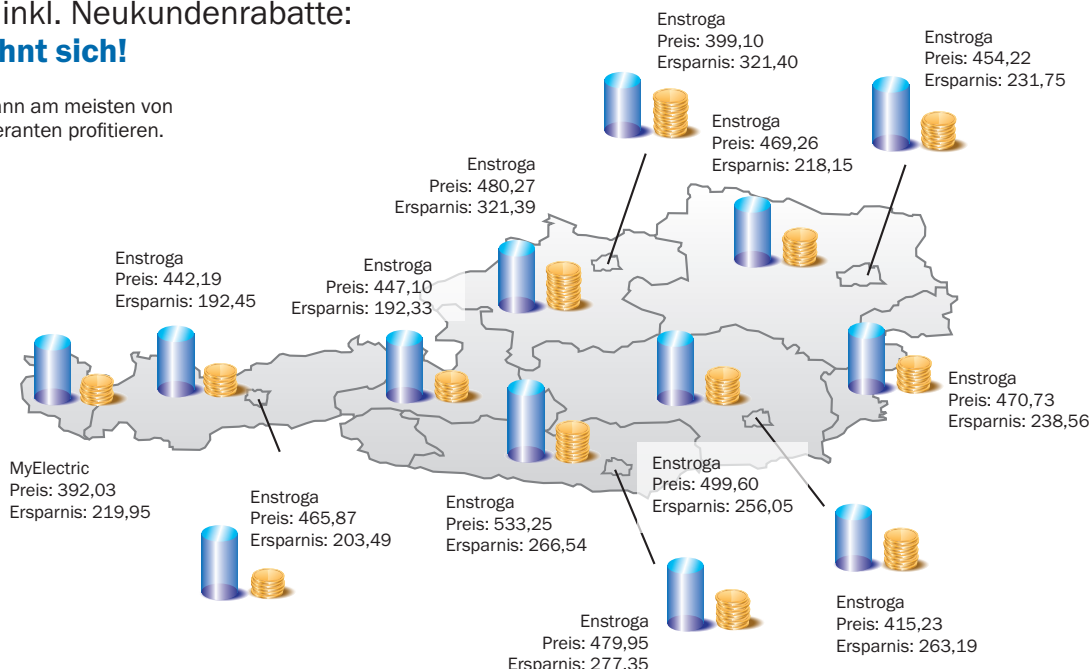 inkl. Neukundenrabatte:
hnt sich!
ann am meisten von
eranten profitieren.
Enstroga
Preis: 399,10
Ersparnis: 321,40
Enstroga
Preis: 454,22
Ersparnis: 231,75
Enstroga
Preis: 469,26
Ersparnis: 218,15
Enstroga
Preis: 480,27
Ersparnis: 321,39
Enstroga
Preis: 442,19
Ersparnis: 192,45
Enstroga
Preis: 447,10
Ersparnis: 192,33
Enstroga
Preis: 470,73
Ersparnis: 238,56
MyElectric
Preis: 392,03
Ersparnis: 219,95
Enstroga
Preis: 465,87
Ersparnis: 203,49
Enstroga
Preis: 533,25
Ersparnis: 266,54
Enstroga
Preis: 499,60
Ersparnis: 256,05
Enstroga
Preis: 479,95
Ersparnis: 277,35
Enstroga
Preis: 415,23
Ersparnis: 263,19